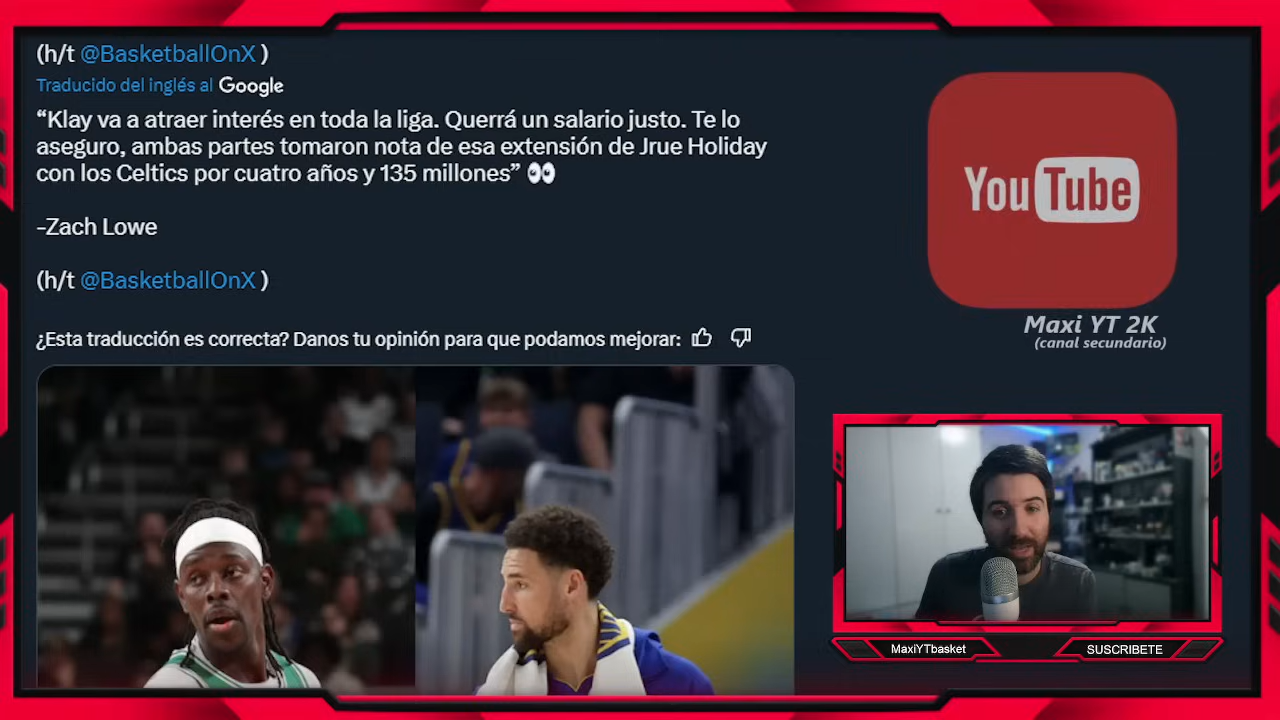 (h/t @BasketballOnX )
Traducido del inglés al Google
“Klay va a atraer interés en toda la liga. Querrá un salario justo. Te lo
aseguro, ambas partes tomaron nota de esa extensión de Jrue Holiday
con los Celtics por cuatro años y 135 millones” 👀
–Zach Lowe
(h/t @BasketballOnX )
¿Esta traducción es correcta? Danos tu opinión para que podamos mejorar:
YouTube
Maxi YT 2K
(canal secundario)
MaxiYTbasket
SUSCRIBETE